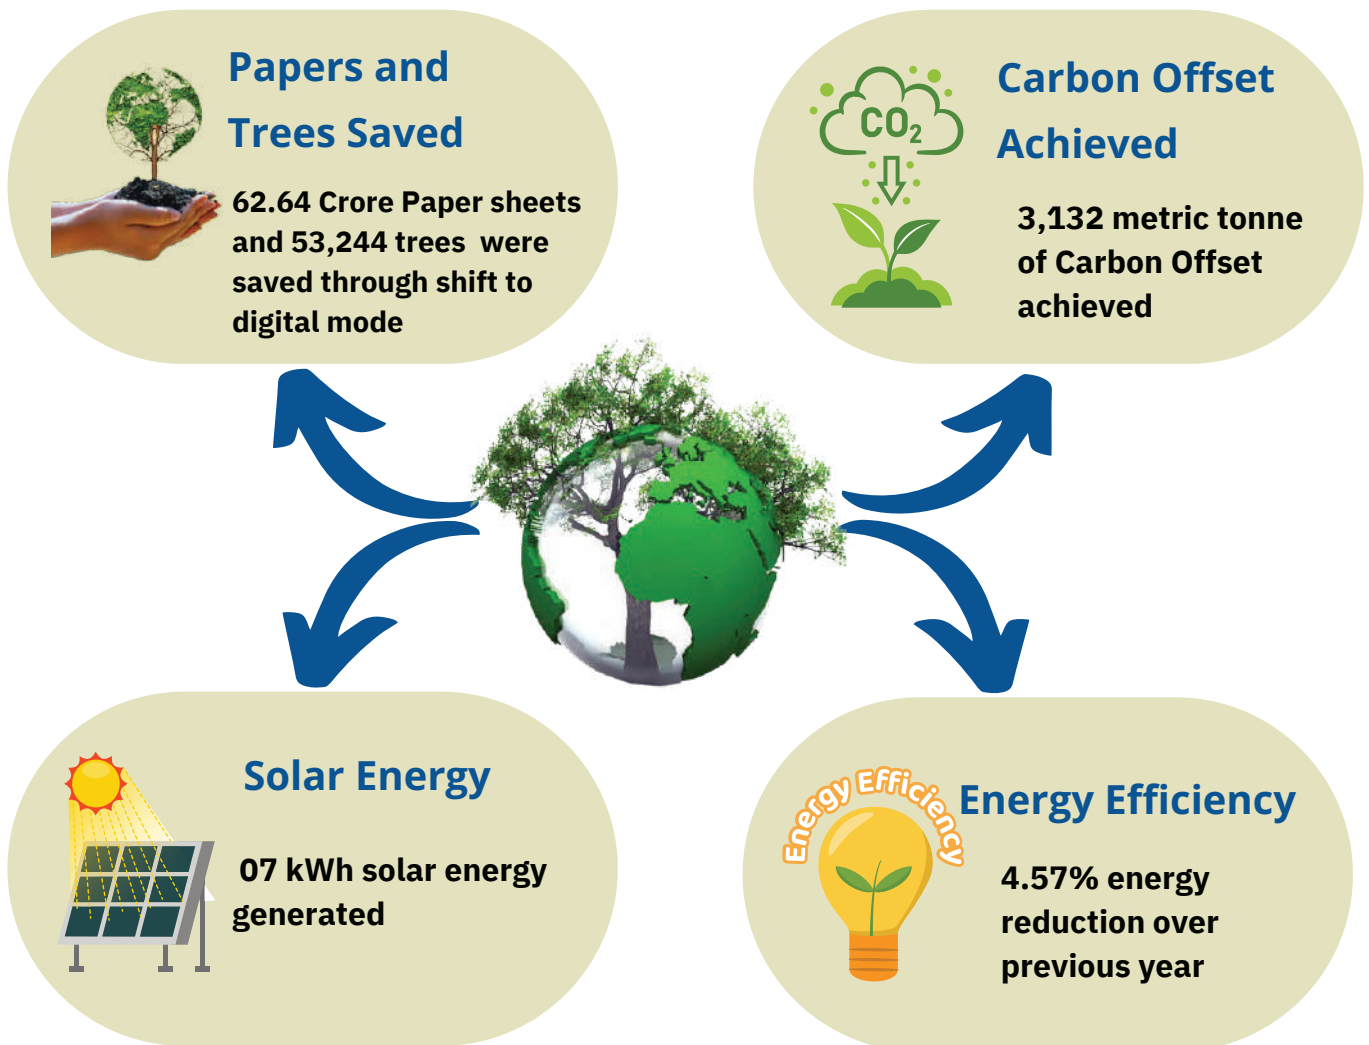 Papers and
Trees Saved
62.64 Crore Paper sheets
and 53,244 trees were
saved through shift to
digital mode
CO2
Carbon Offset
Achieved
3,132 metric tonne
of Carbon Offset
achieved
Solar Energy
07 kWh solar energy
generated
Energy Efficiency
Energy Efficiency
4.57% energy
reduction over
previous year